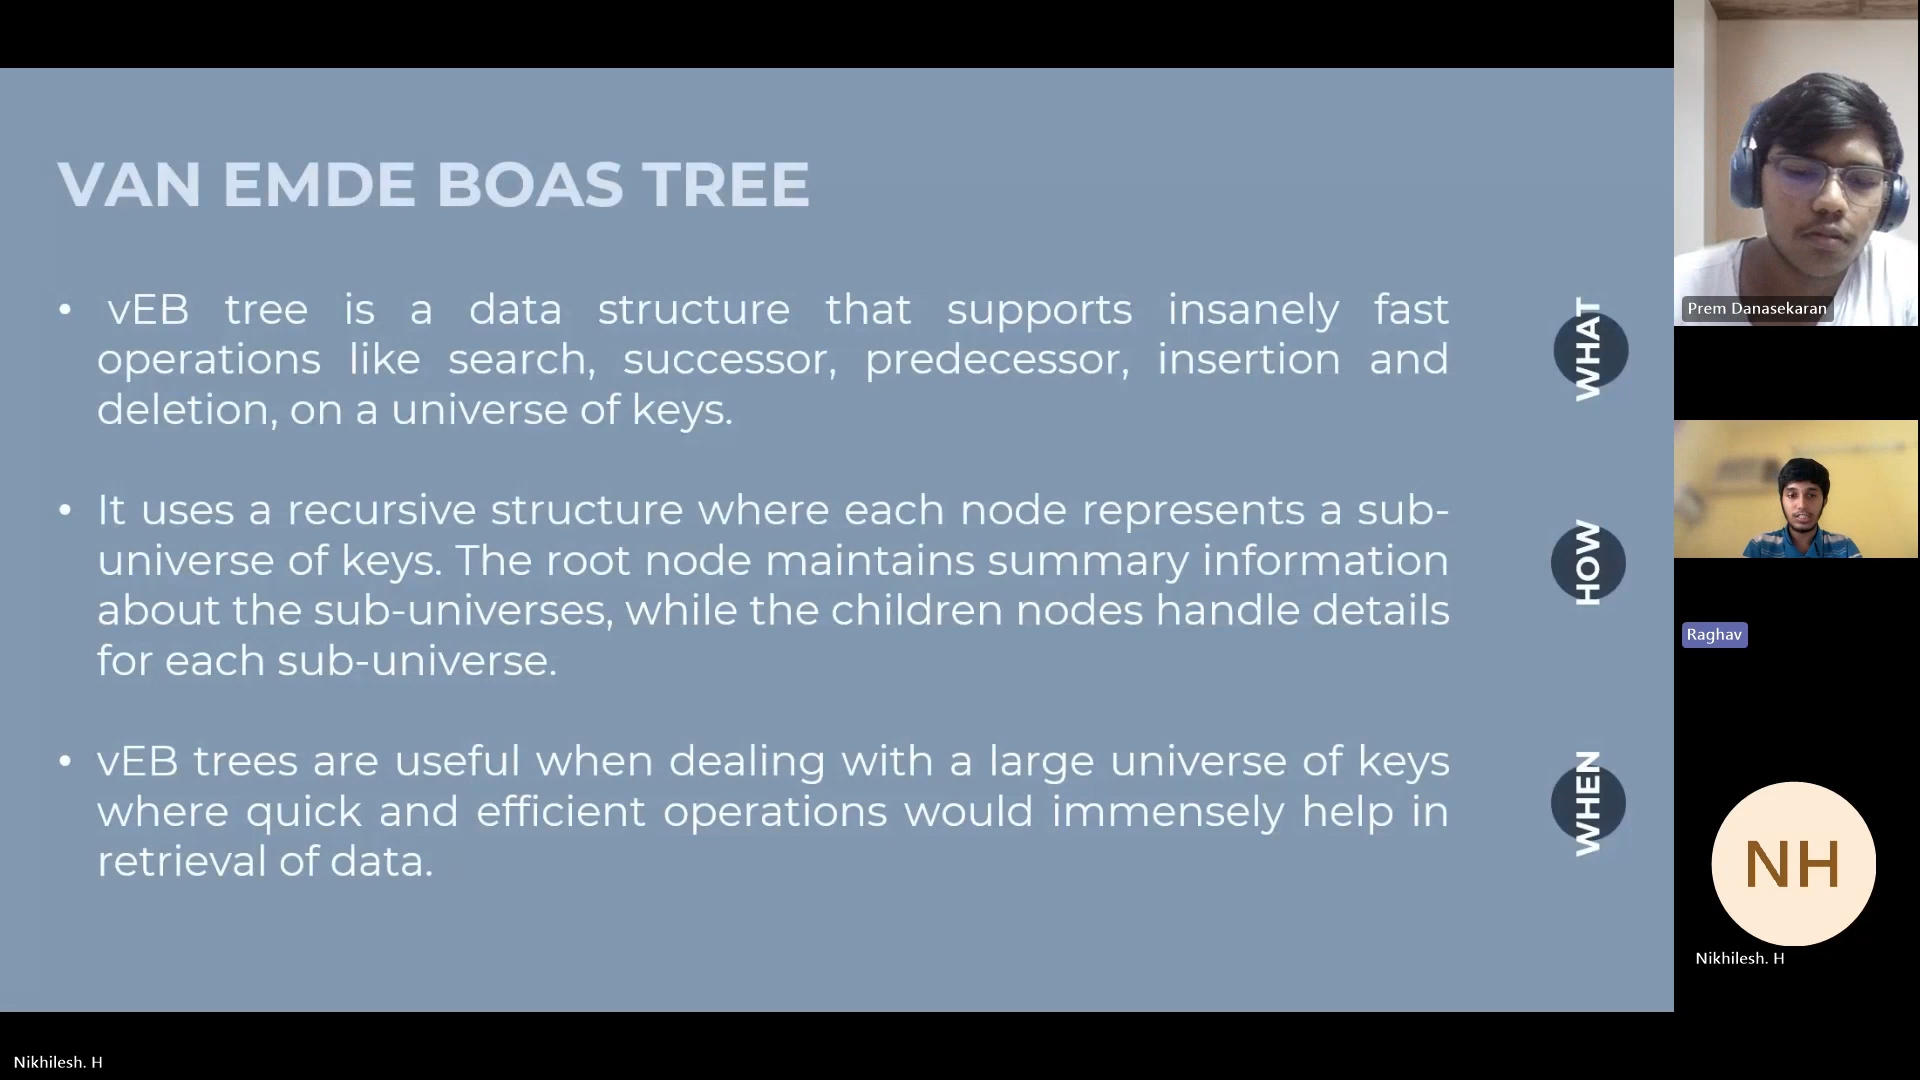 VAN EMDE BOAS TREE
• vEB tree is a data structure that supports insanely fast
operations like search, successor, predecessor, insertion and
deletion, on a universe of keys.
WHAT
• It uses a recursive structure where each node represents a sub-
universe of keys. The root node maintains summary information
about the sub-universes, while the children nodes handle details
for each sub-universe.
HOW
• vEB trees are useful when dealing with a large universe of keys
where quick and efficient operations would immensely help in
retrieval of data.
WHEN
Prem Danasekaran
Raghav
NH
Nikhilesh. H
Nikhilesh. H